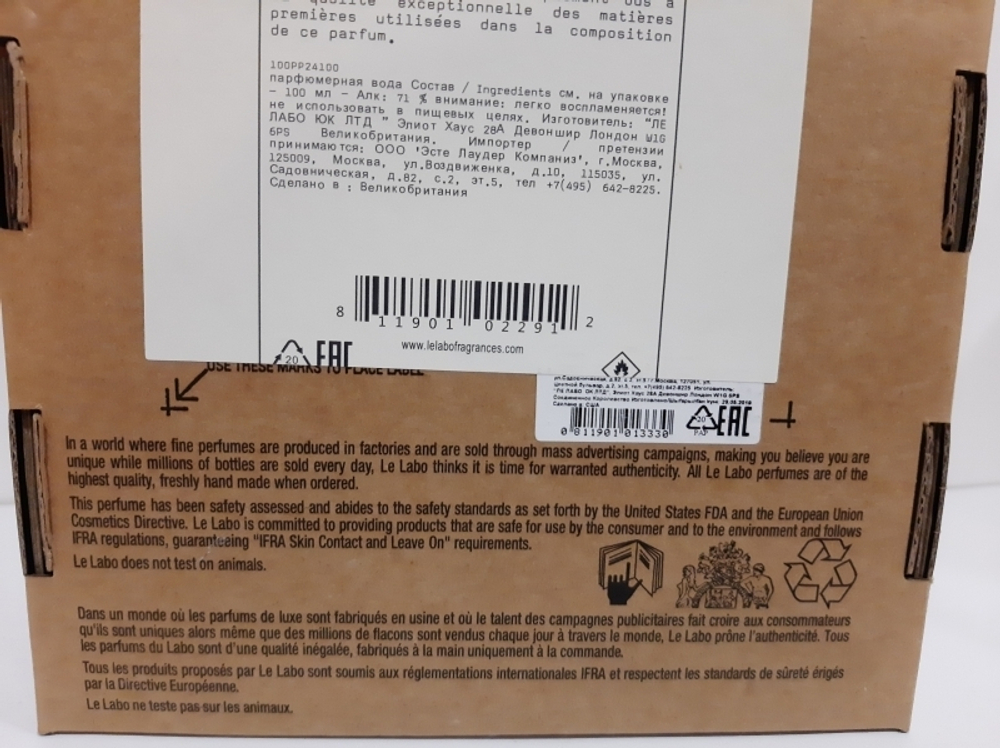 qualité exceptionnelle des matières
premières utilisées dans la composition
de ce parfum.
100PP24100
парфюмерная вода Состав / Ingredients см. на упаковке
- 100 мл - Алк: 71 % внимание: легко воспламеняется!
не использовать в пищевых целях. Изготовитель: "ЛЕ
ЛАБО ЮК ЛТД " Элиот Хаус 28А Девоншир Лондон W1G
6PS Великобритания. Импортер / претензии
принимаются: ООО 'Эсте Лаудер Компаниз', г.Москва,
125009, Москва, ул.Воздвиженка, д.10, 115035, ул.
Садовническая, д.82, с.2, эт.5, тел +7(495) 642-8225.
Сделано в : Великобритания
8 11901 02291 2
www.lelabofragrances.com
20 EAC
USE THESE MARKS TO PLACE LABEL
Сделано в США
0 811901 013330
20 PAP EAC
In a world where fine perfumes are produced in factories and are sold through mass advertising campaigns, making you believe you are
unique while millions of bottles are sold every day, Le Labo thinks it is time for warranted authenticity. All Le Labo perfumes are of the
highest quality, freshly hand made when ordered.
This perfume has been safety assessed and abides to the safety standards as set forth by the United States FDA and the European Union
Cosmetics Directive. Le Labo is committed to providing products that are safe for use by the consumer and to the environment and follows
IFRA regulations, guaranteeing "IFRA Skin Contact and Leave On" requirements.
Le Labo does not test on animals.
Dans un monde où les parfums de luxe sont fabriqués en usine et où le talent des campagnes publicitaires fait croire aux consommateurs
qu'ils sont uniques alors même que des millions de flacons sont vendus chaque jour à travers le monde, Le Labo prône l'authenticité. Tous
les parfums du Labo sont d'une qualité inégalée, fabriqués à la main uniquement à la commande.
Tous les produits proposés par Le Labo sont soumis aux réglementations internationales IFRA et respectent les standards de sûreté érigés
par la Directive Européenne.
Le Labo ne teste pas sur les animaux.